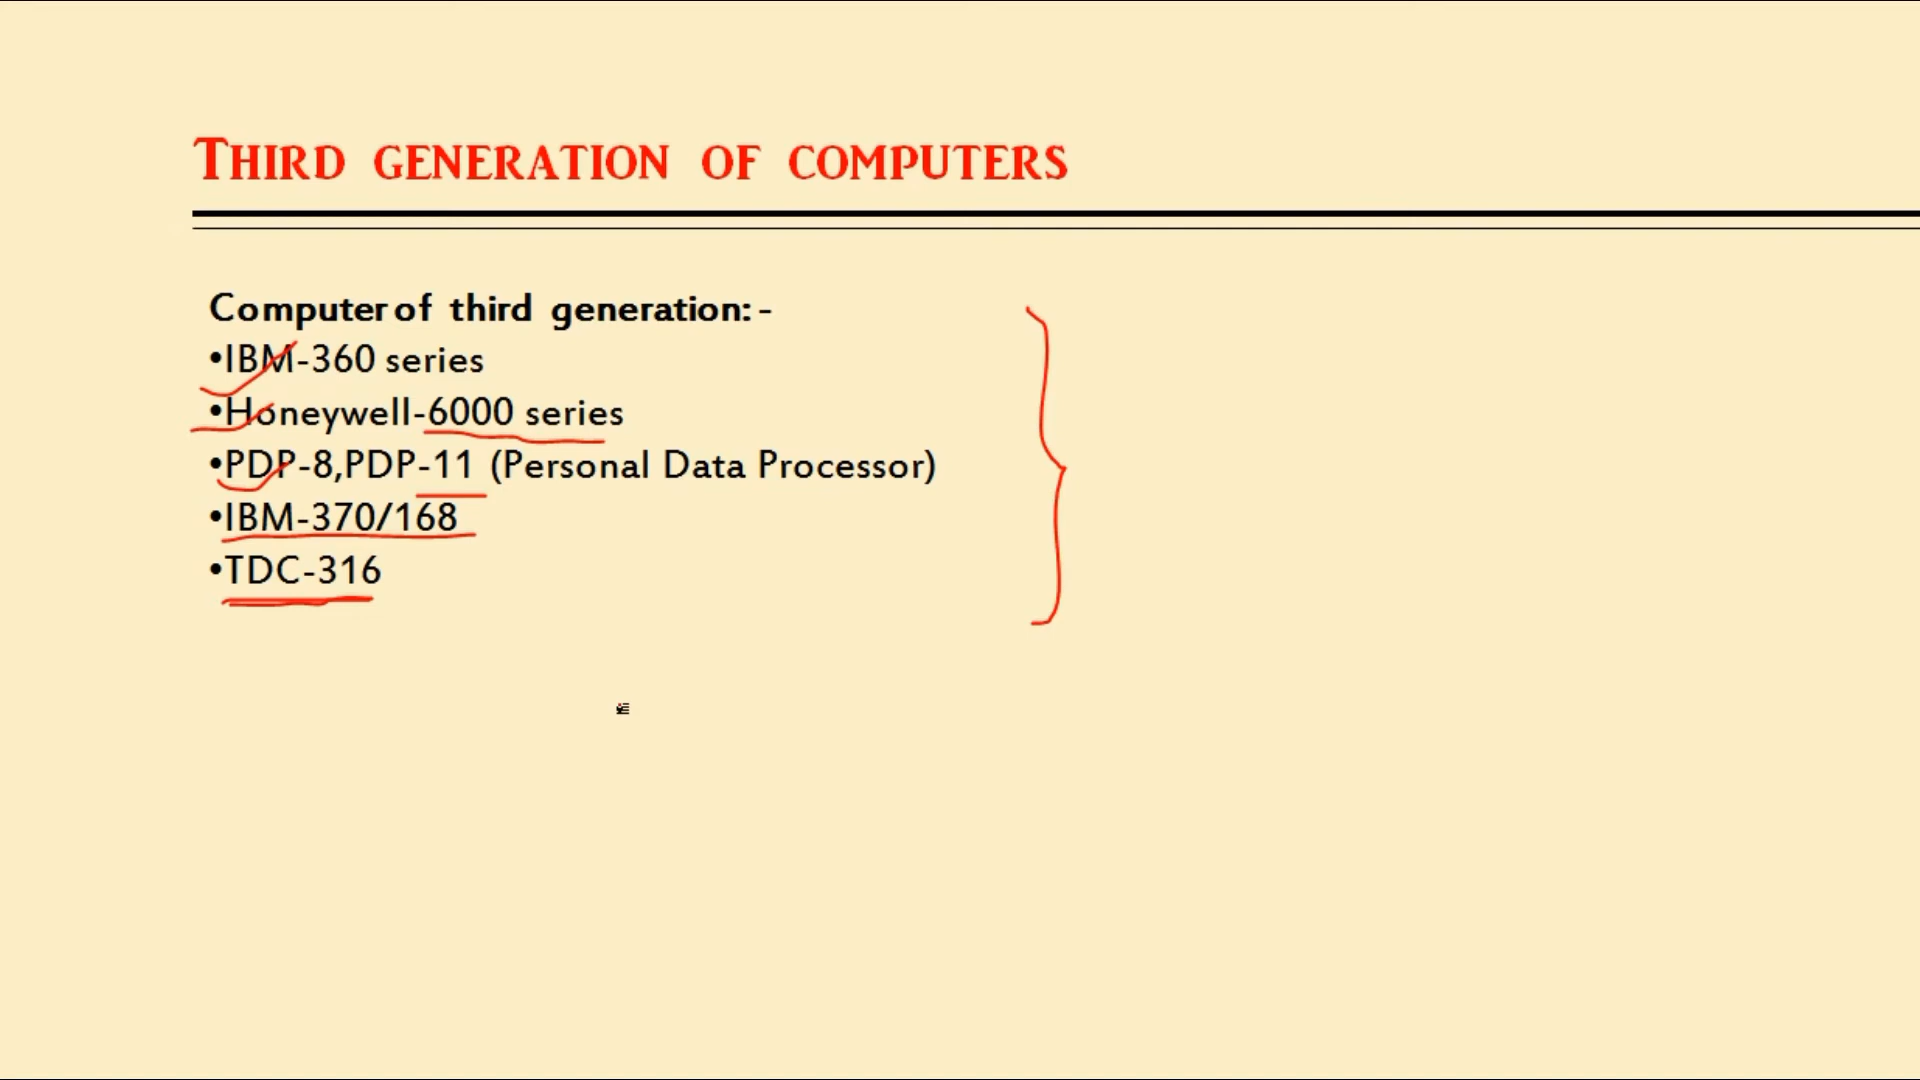 THIRD GENERATION OF COMPUTERS
Computer of third generation:-
•IBM-360 series
•Honeywell-6000 series
•PDP-8,PDP-11 (Personal Data Processor)
•IBM-370/168
•TDC-316